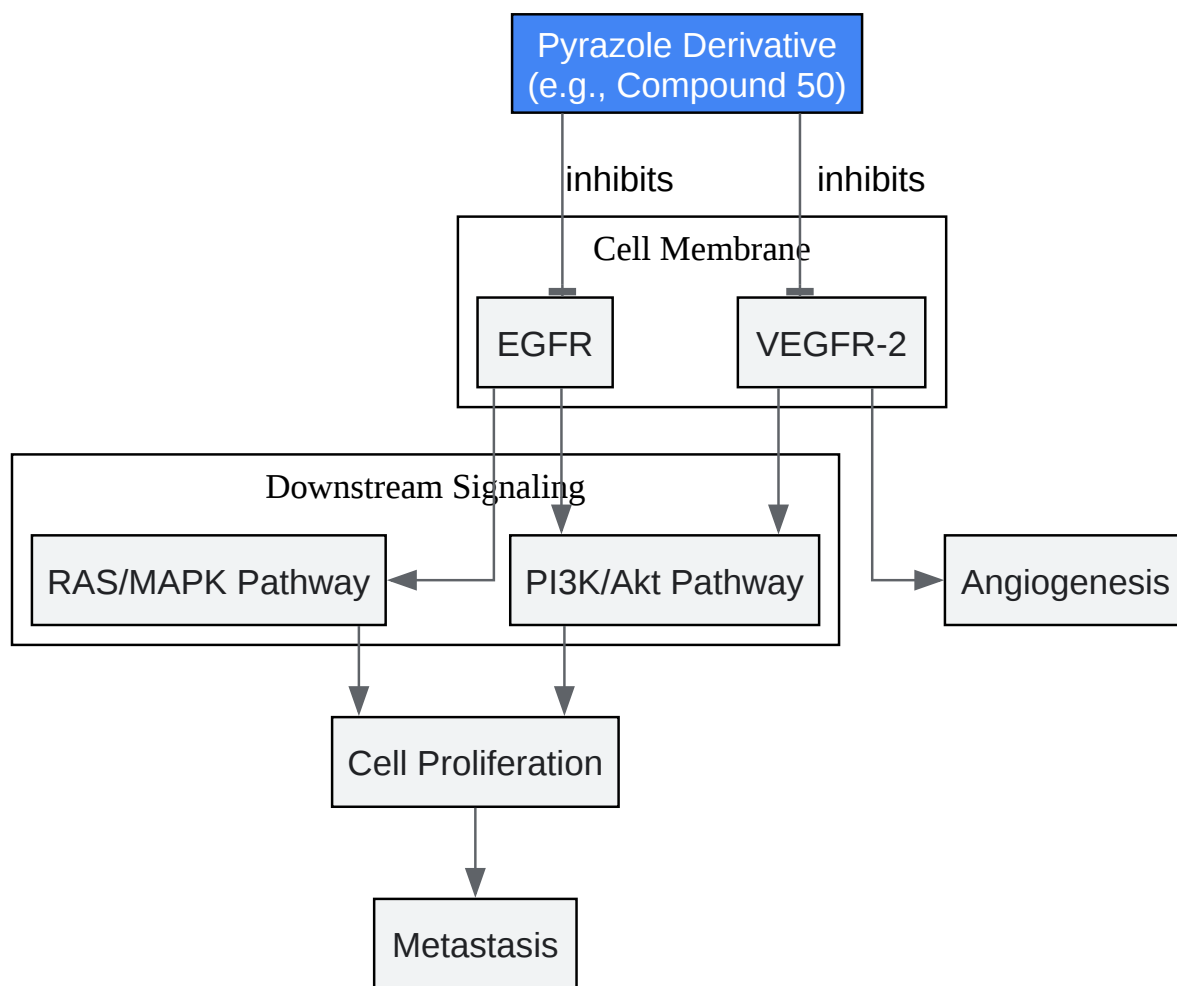 Pyrazole Derivative
(e.g., Compound 50)
inhibits
inhibits
Cell Membrane
EGFR
VEGFR-2
Downstream Signaling
RAS/MAPK Pathway
PI3K/Akt Pathway
Angiogenesis
Cell Proliferation
Metastasis